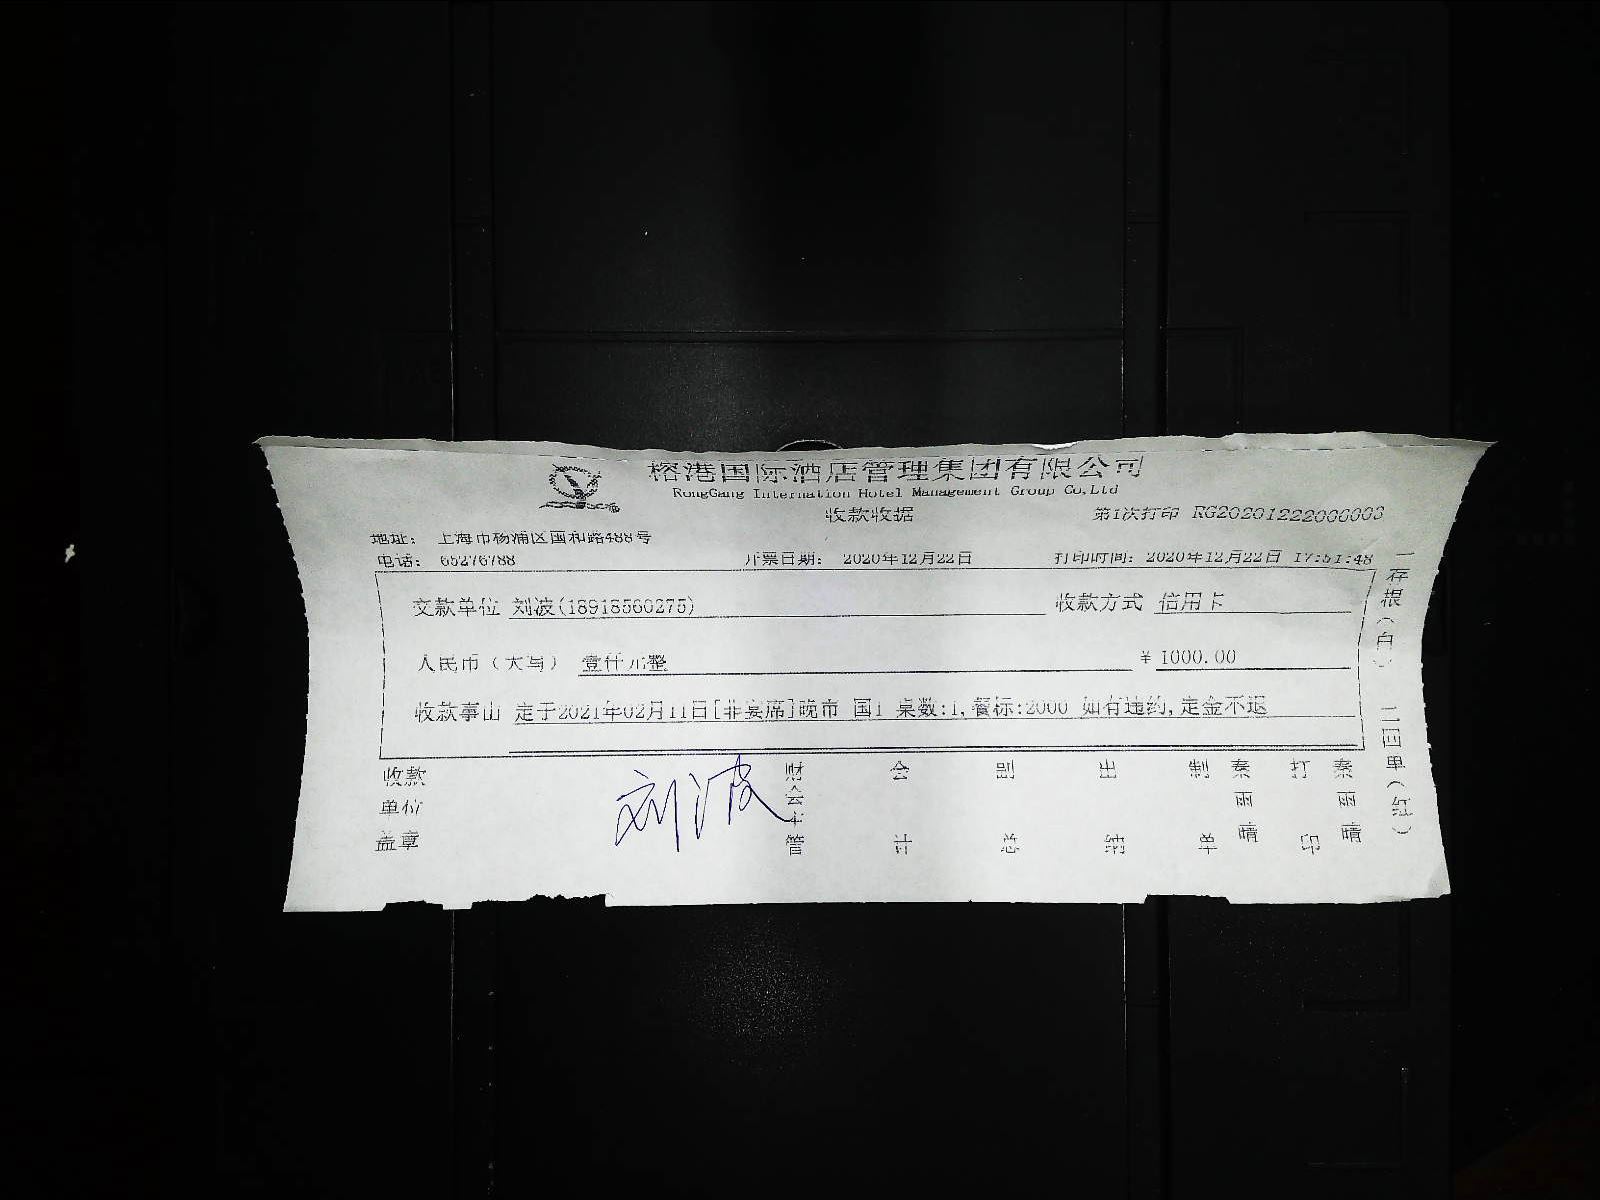 榕港国际酒店管理集团有限公司
RongGang Internation Hotel Management Group Co,Ltd
收款收据
第1次打印 RG20201222000003
地址： 上海市杨浦区国和路488号
电话： 65276788 开票日期： 2020年12月22日 打印时间： 2020年12月22日 17:51:48
交款单位 刘波(18918560275) 收款方式 信用卡
人民币（大写） 壹仟元整 ¥ 1000.00
收款事由 定于2021年02月11日[非宴席]晚市 国1 桌数:1,餐标:2000 如有违约,定金不退
收款单位盖章
刘波
财会主管
会计
副总
出纳
制单 秦雨晴
打印 秦雨晴
一存根（白） 二回单（红）